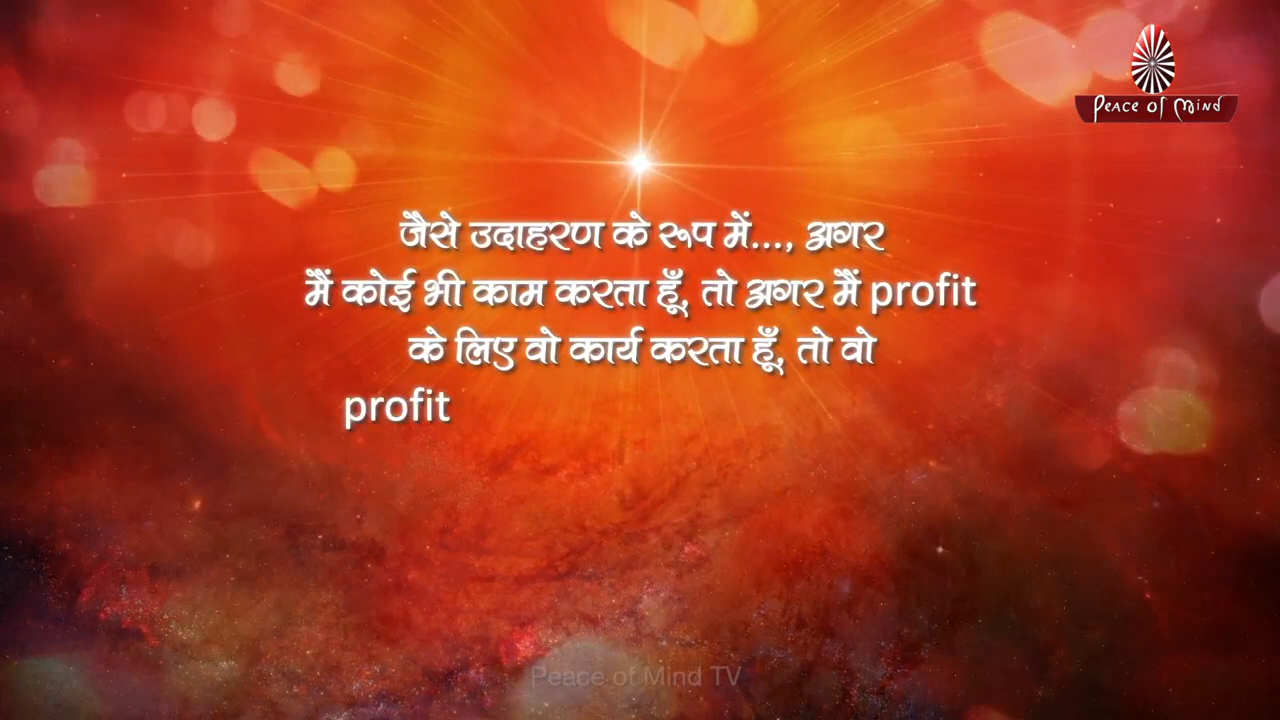 Peace of Mind
जैसे उदाहरण के रूप में..., अगर
मैं कोई भी काम करता हूँ, तो अगर मैं profit
के लिए वो कार्य करता हूँ, तो वो
profit
Peace of Mind TV